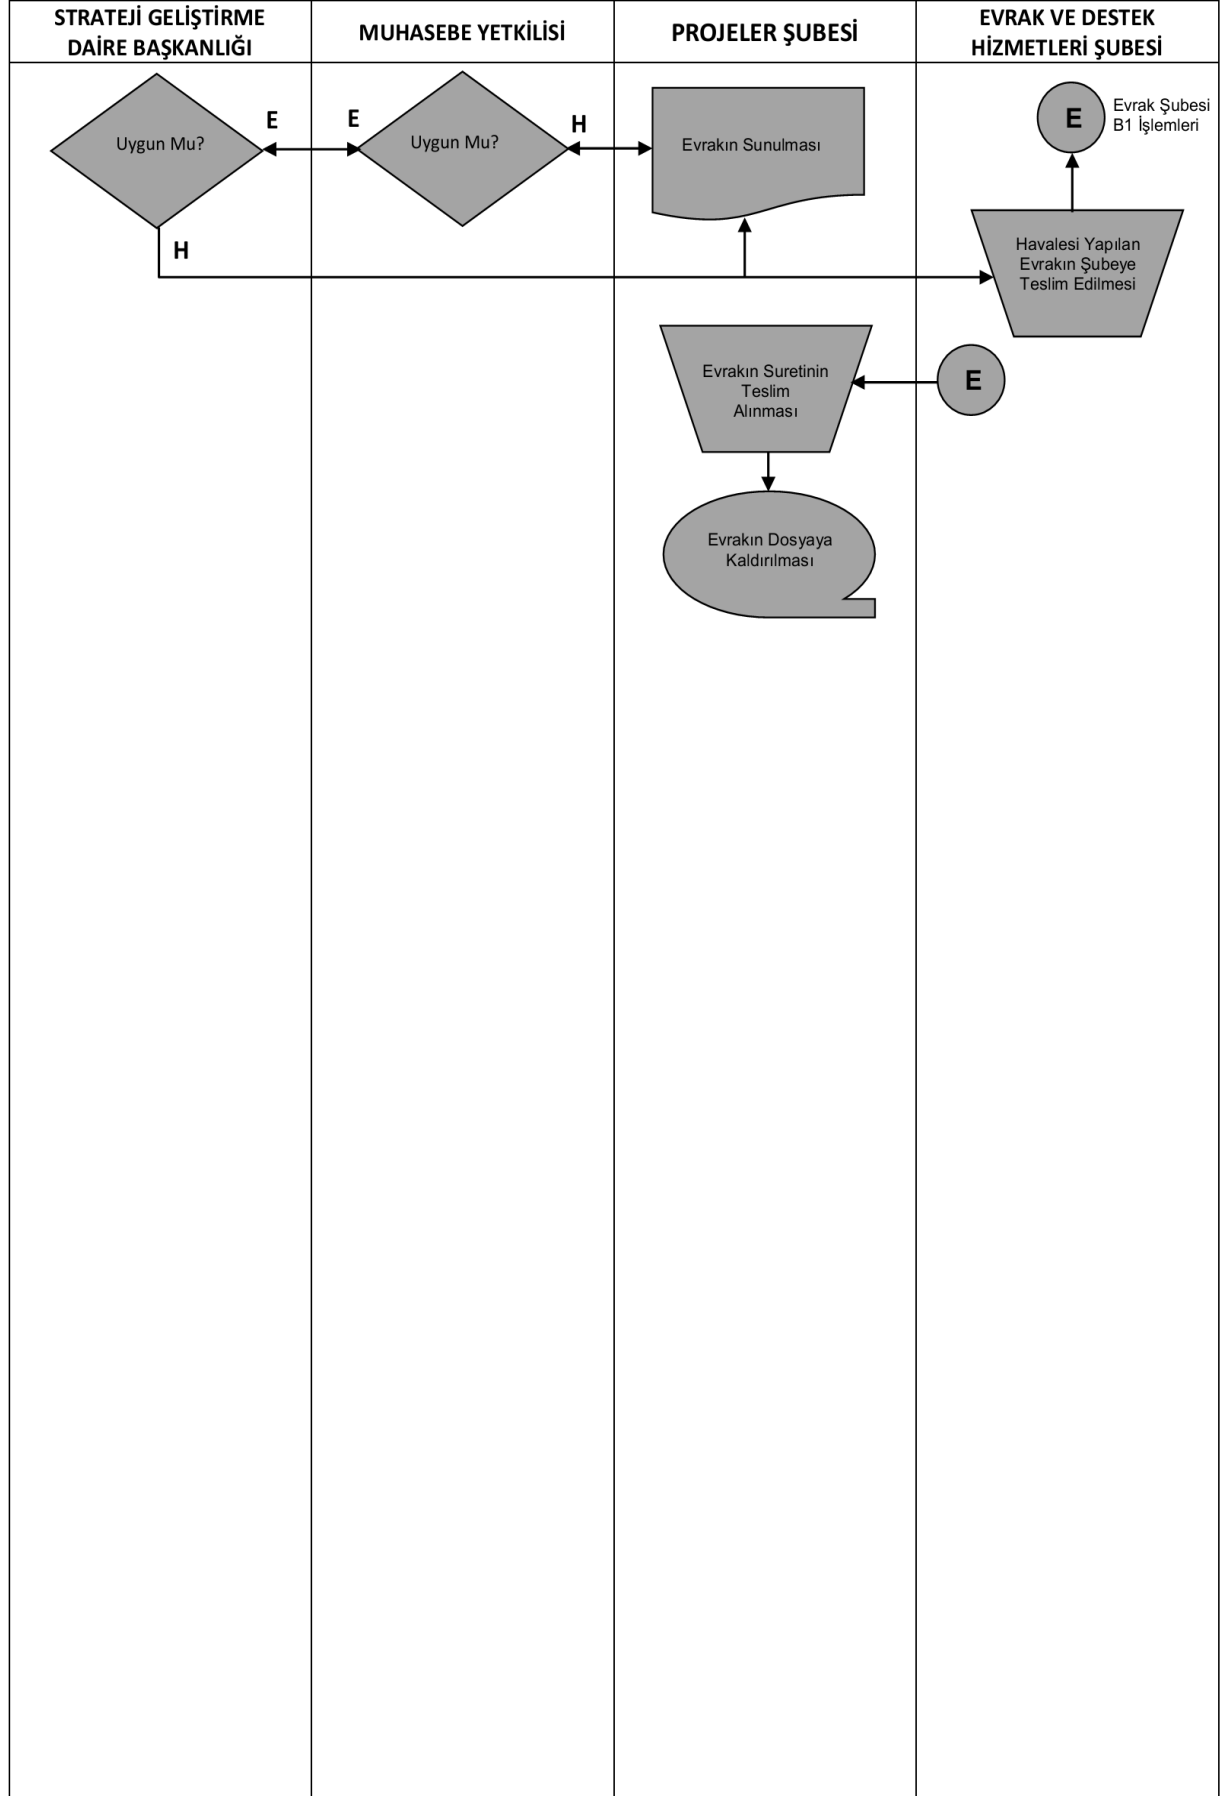 STRATEJİ GELİŞTİRME
DAİRE BAŞKANLIĞI
MUHASEBE YETKİLİSİ
PROJELER ŞUBESİ
EVRAK VE DESTEK
HİZMETLERİ ŞUBESİ
Uygun Mu?
E
E
Uygun Mu?
H
Evrakın Sunulması
E
Evrak Şubesi
B1 İşlemleri
H
Havalesi Yapılan
Evrakın Şubeye
Teslim Edilmesi
Evrakın Suretinin
Teslim
Alınması
E
Evrakın Dosyaya
Kaldırılması